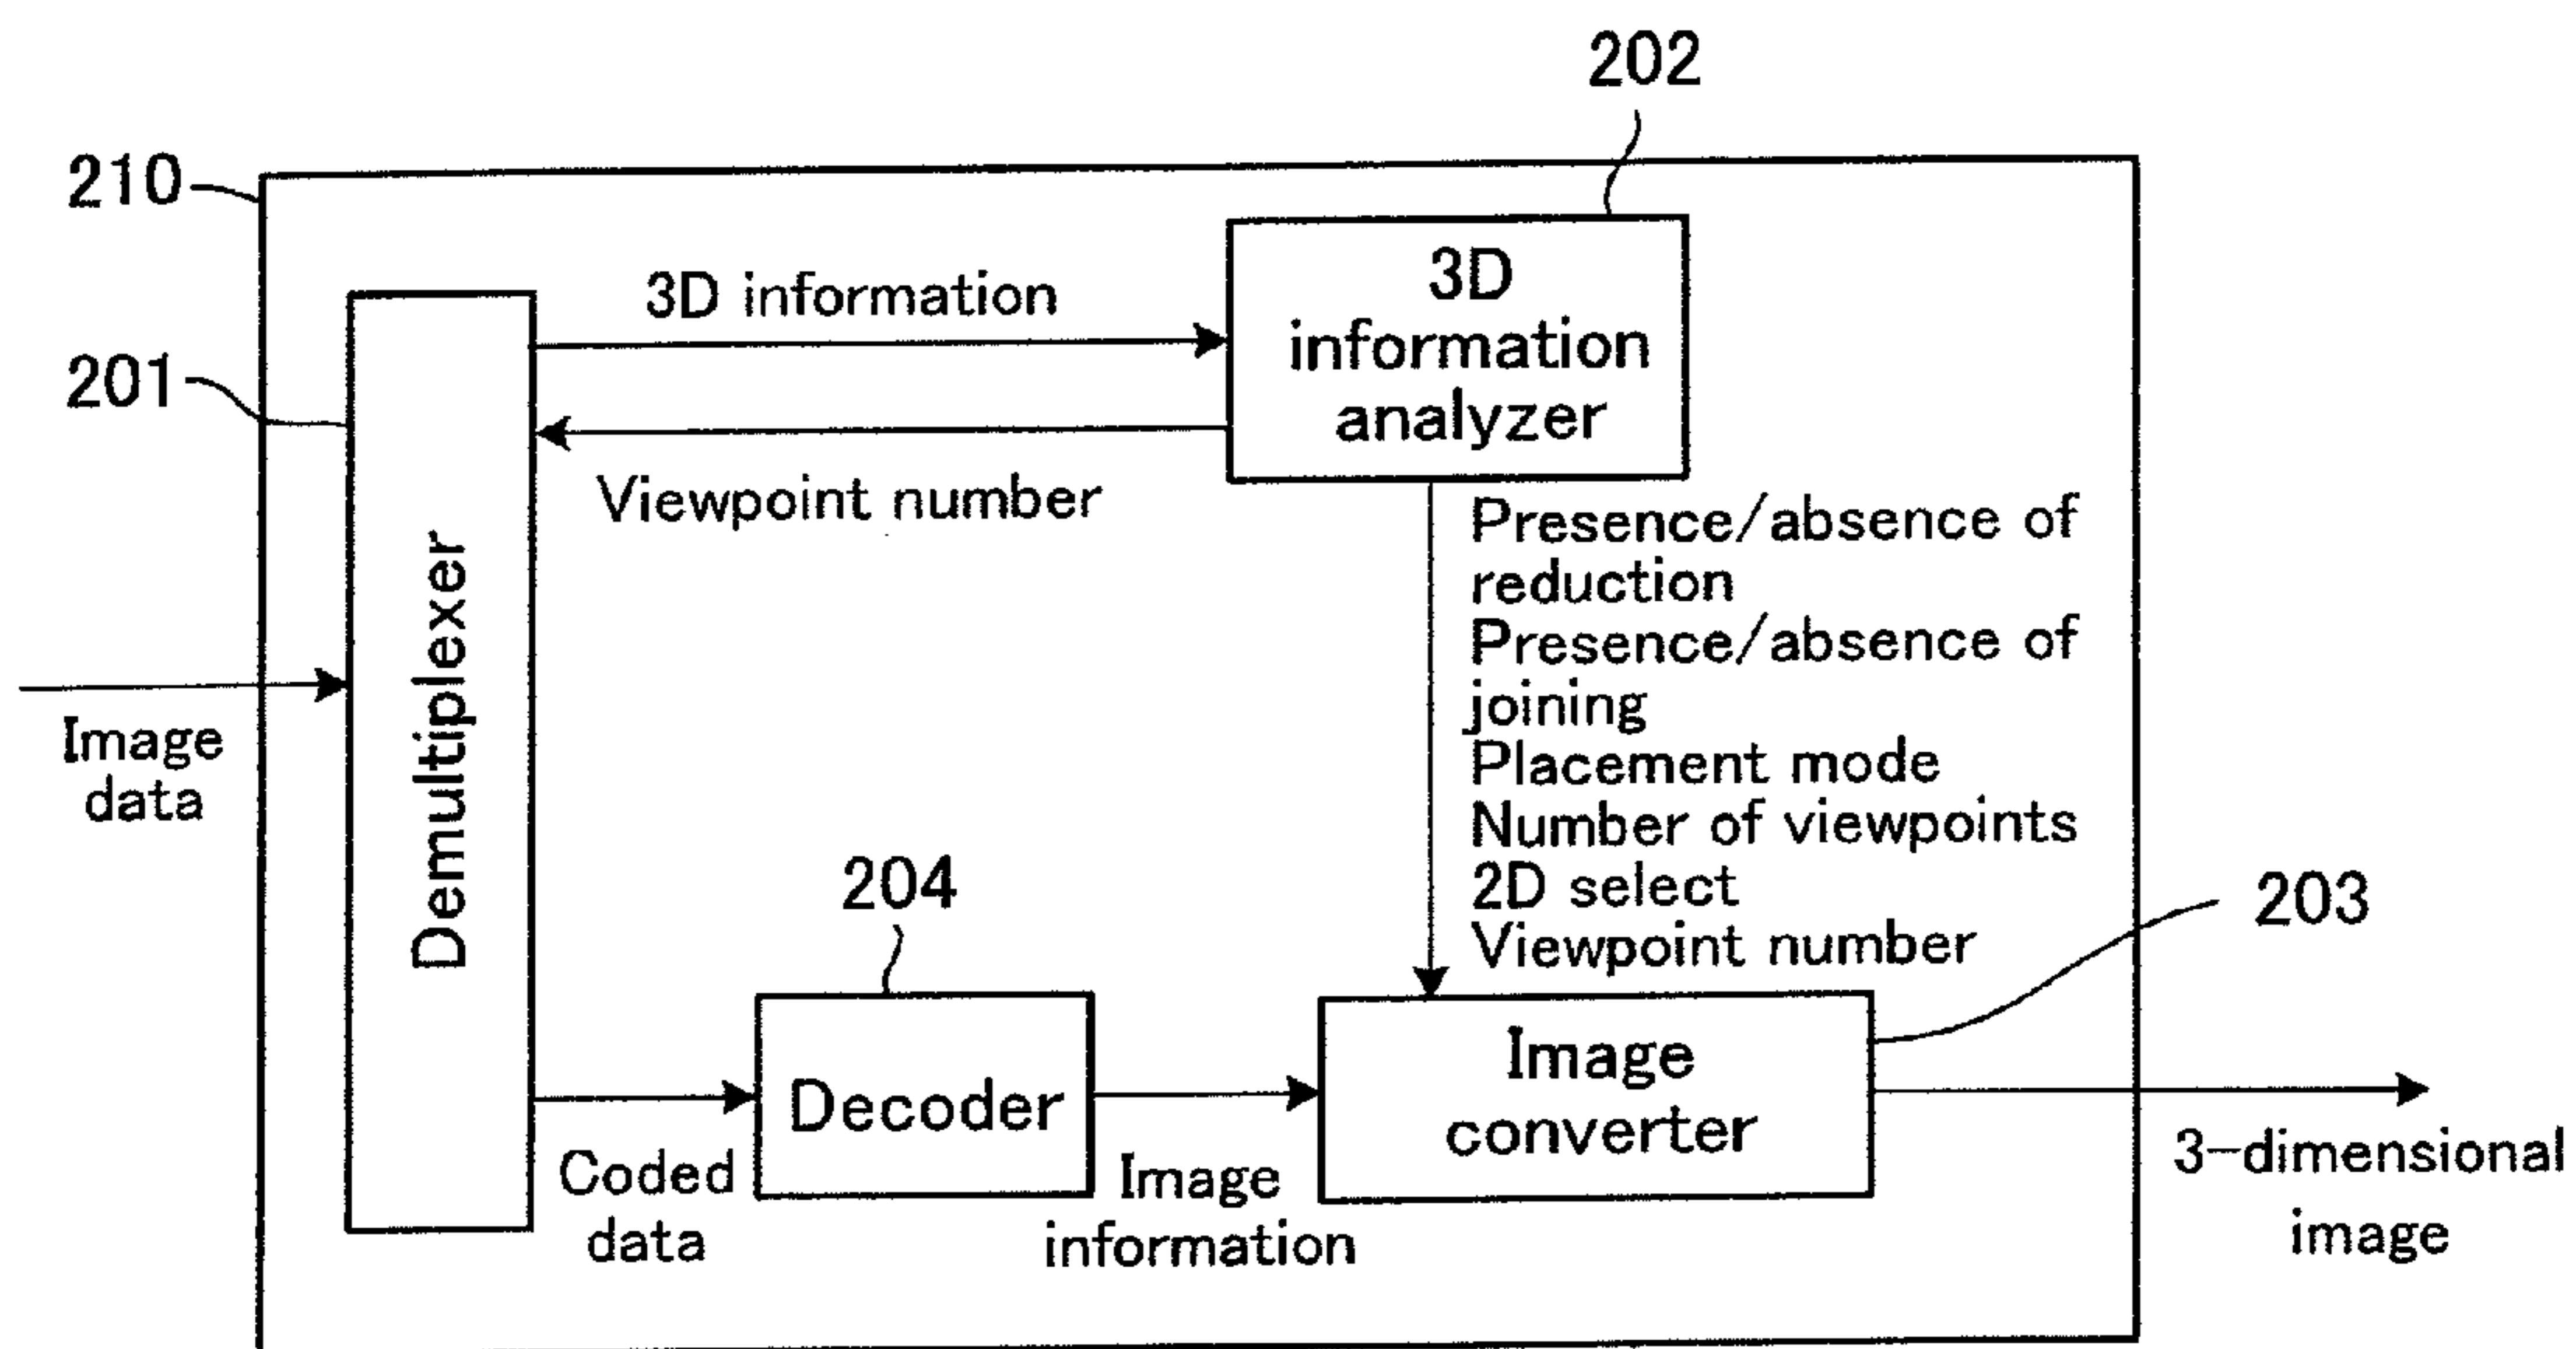 202
210
3D
information
analyzer
3D information
201
Viewpoint number
Presence/absence of
reduction
Presence/absence of
joining
Placement mode
Number of viewpoints
2D select
Viewpoint number
Demultiplexer
Image
data
204
203
Decoder
Image
converter
Coded
data
Image
information
3-dimensional
image